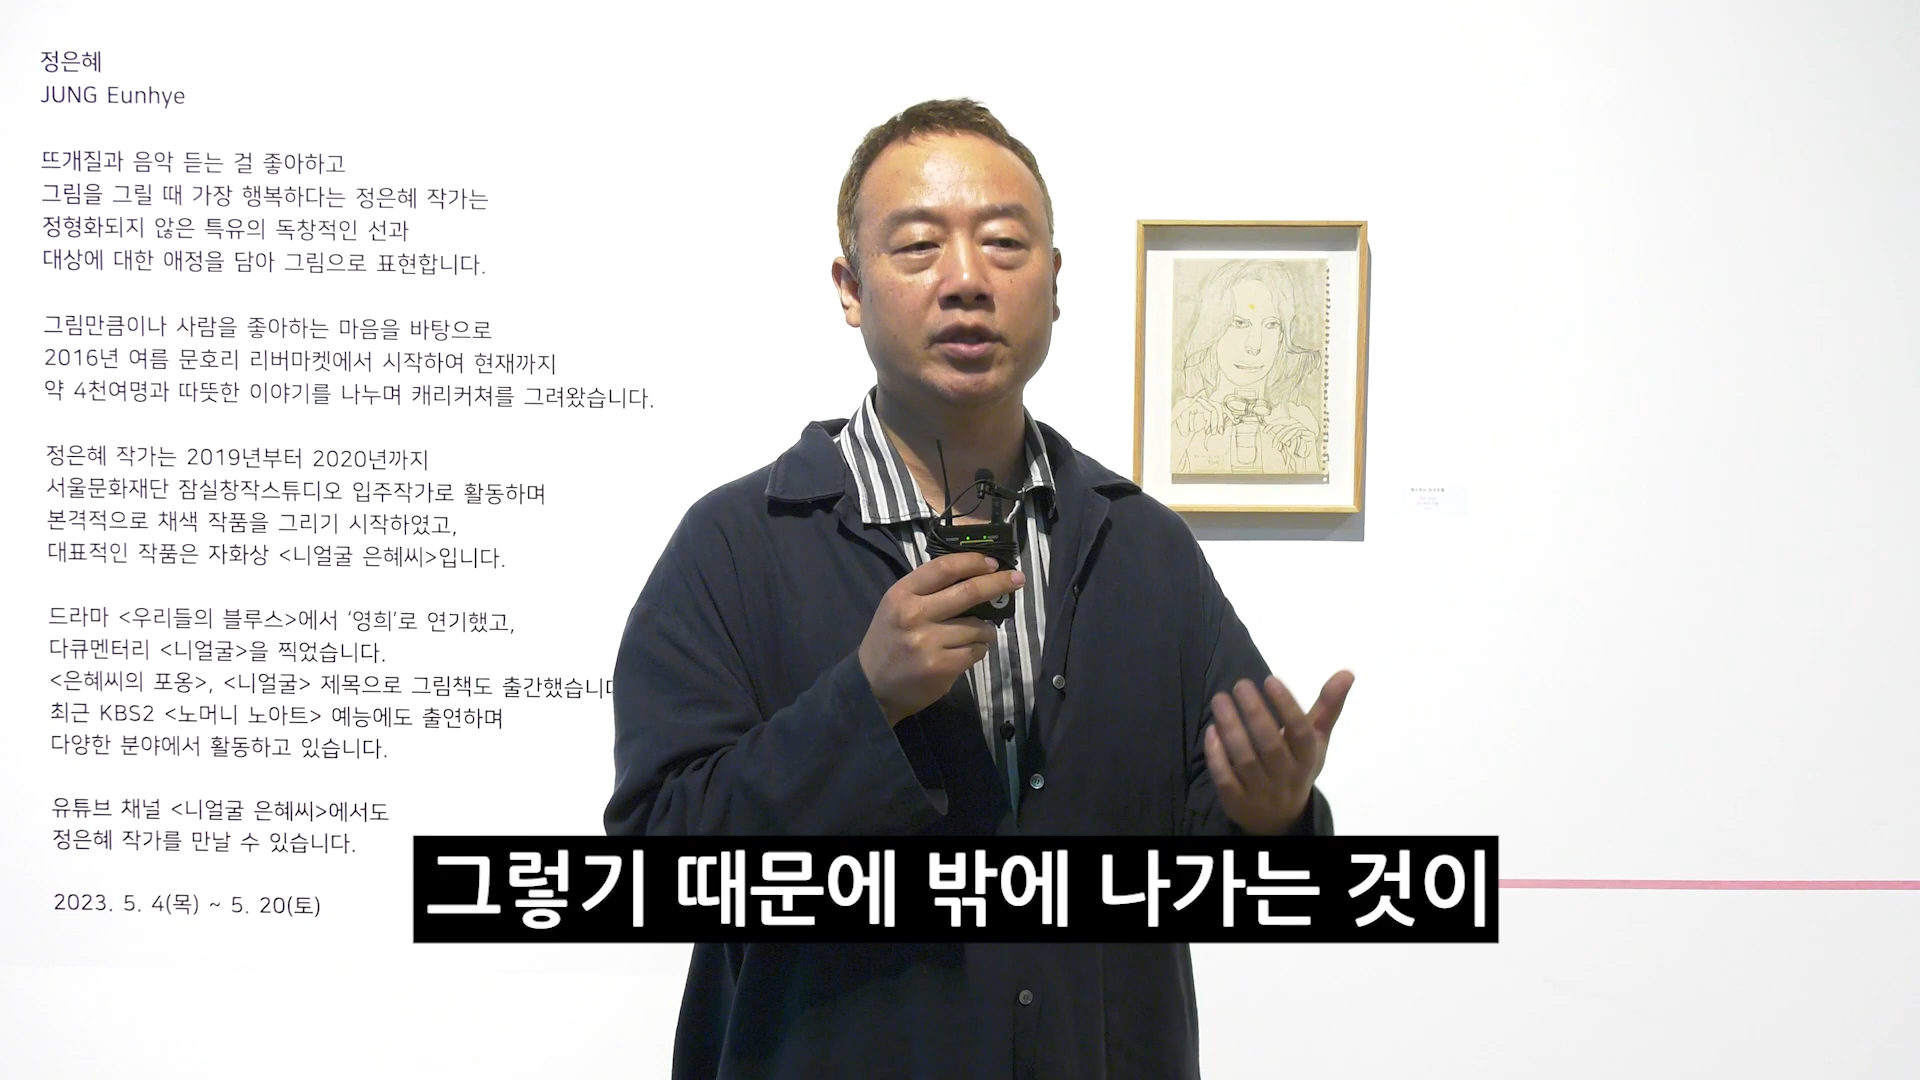 정은혜
JUNG Eunhye
뜨개질과 음악 듣는 걸 좋아하고
그림을 그릴 때 가장 행복하다는 정은혜 작가는
정형화되지 않은 특유의 독창적인 선과
대상에 대한 애정을 담아 그림으로 표현합니다.
그림만큼이나 사람을 좋아하는 마음을 바탕으로
2016년 여름 문호리 리버마켓에서 시작하여 현재까지
약 4천여명과 따뜻한 이야기를 나누며 캐리커쳐를 그려왔습니다.
정은혜 작가는 2019년부터 2020년까지
서울문화재단 잠실창작스튜디오 입주작가로 활동하며
본격적으로 채색 작품을 그리기 시작하였고,
대표적인 작품은 자화상 <니얼굴 은혜씨>입니다.
드라마 <우리들의 블루스>에서 ‘영희’로 연기했고,
다큐멘터리 <니얼굴>을 찍었습니다.
<은혜씨의 포옹>, <니얼굴> 제목으로 그림책도 출간했습니
최근 KBS2 <노머니 노아트> 예능에도 출연하며
다양한 분야에서 활동하고 있습니다.
유튜브 채널 <니얼굴 은혜씨>에서도
정은혜 작가를 만날 수 있습니다.
2023. 5. 4(목) ~ 5. 20(토)
2
그렇기 때문에 밖에 나가는 것이